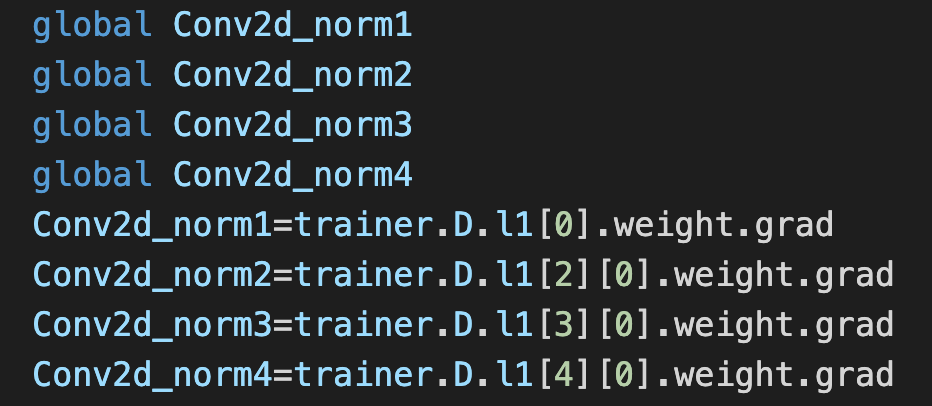 global Conv2d_norm1
global Conv2d_norm2
global Conv2d_norm3
global Conv2d_norm4
Conv2d_norm1=trainer.D.l1[0].weight.grad
Conv2d_norm2=trainer.D.l1[2][0].weight.grad
Conv2d_norm3=trainer.D.l1[3][0].weight.grad
Conv2d_norm4=trainer.D.l1[4][0].weight.grad